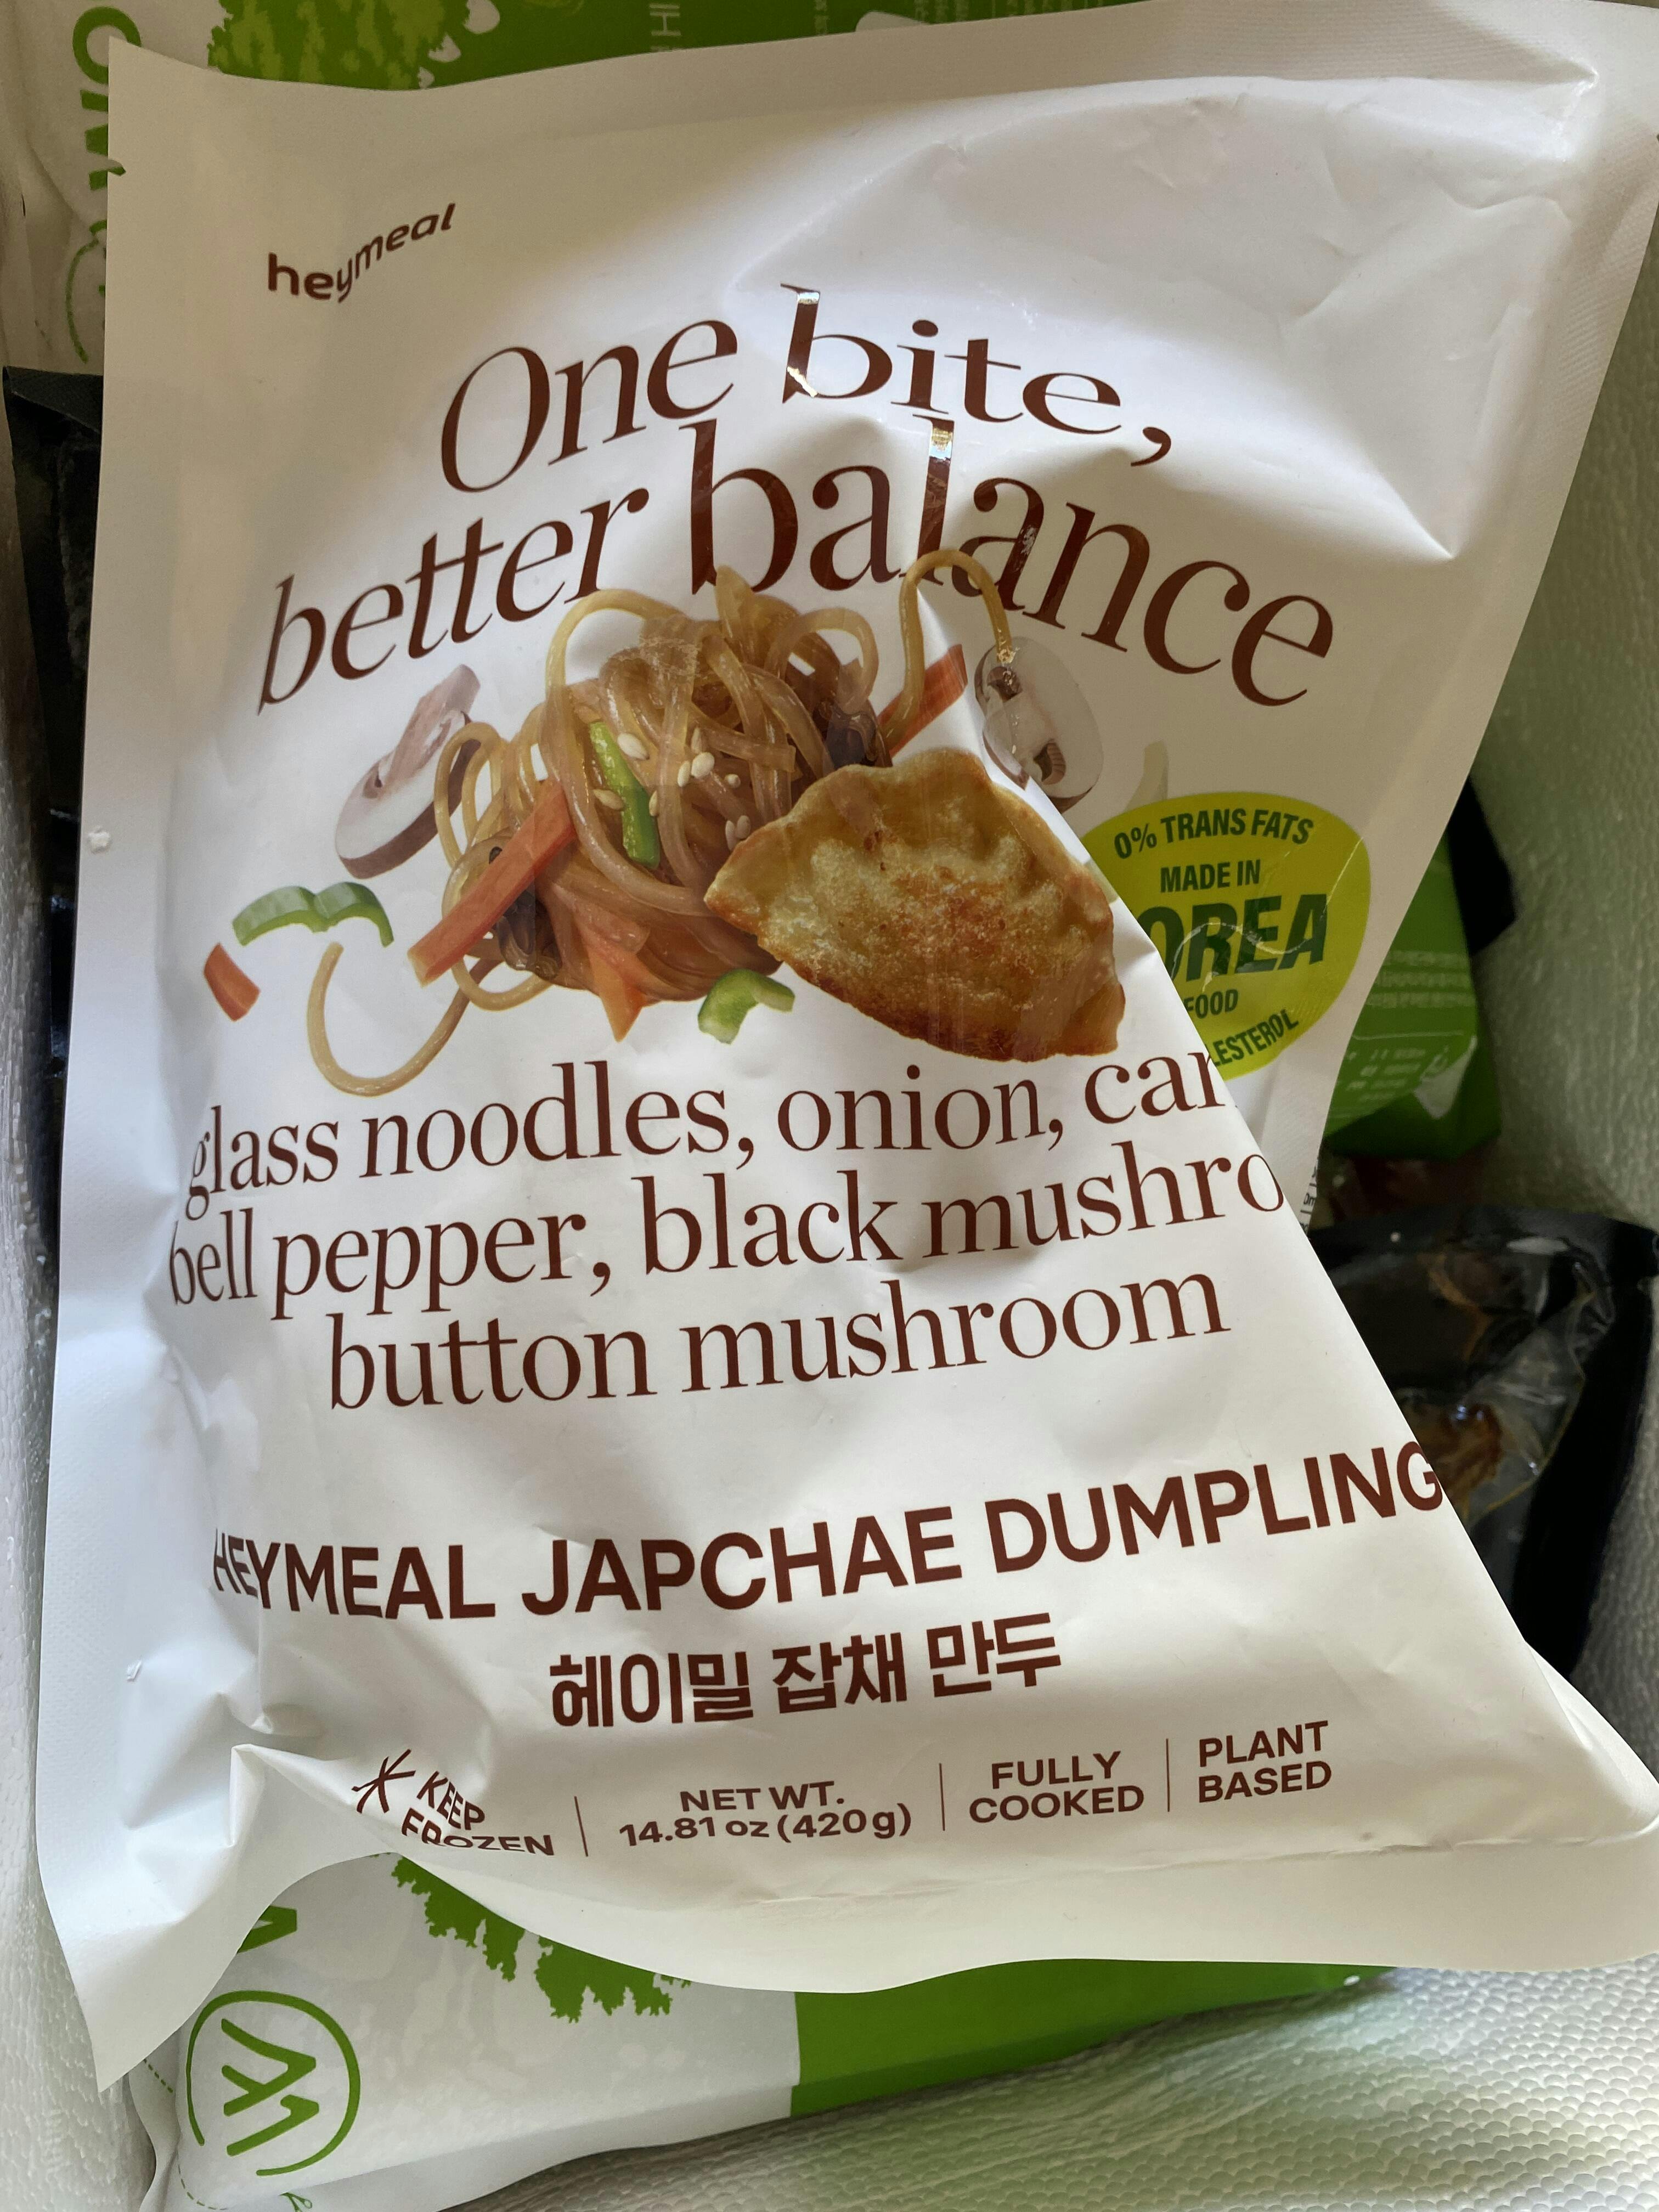 heymeal
One bite,
better balance
0% TRANS FATS
MADE IN
OREA
FOOD
LESTEROL
glass noodles, onion, car
bell pepper, black mushro
button mushroom
HEYMEAL JAPCHAE DUMPLING
헤이밀 잡채 만두
KEEP
FROZEN
NET WT.
14.81 oz (420g)
FULLY
COOKED
PLANT
BASED